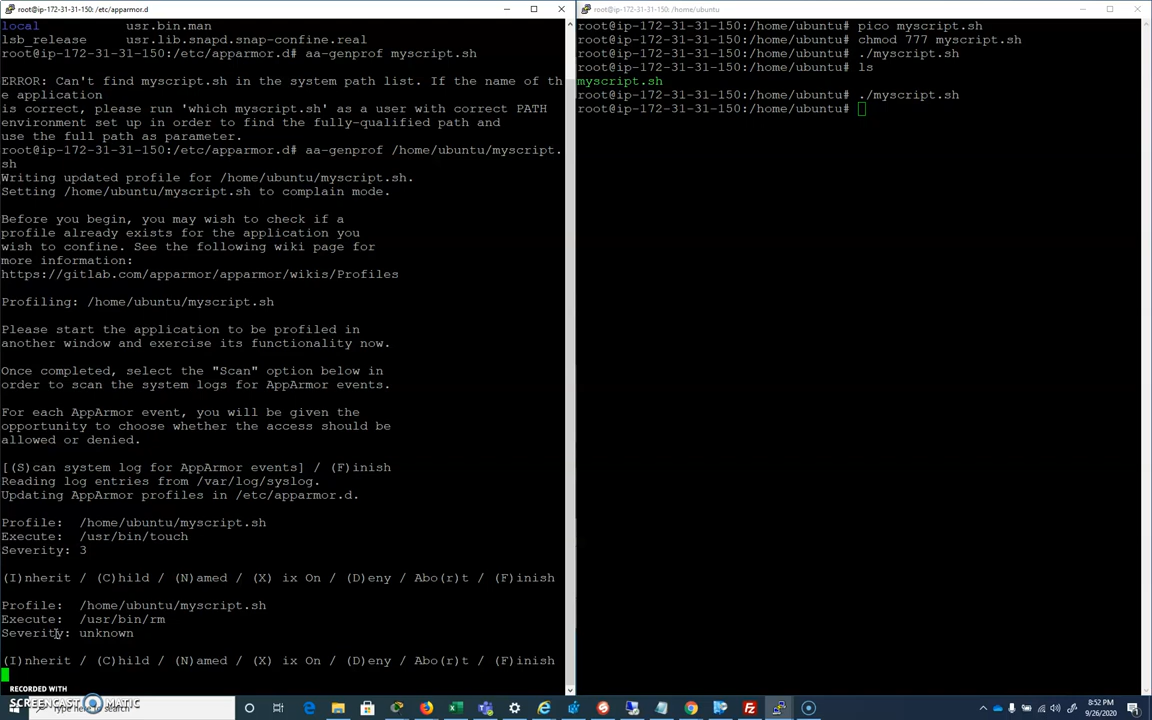 root@ip-172-31-31-150: /etc/apparmor.d
local      usr.bin.man
lsb_release   usr.lib.snapd.snap-confine.real
root@ip-172-31-31-150:/etc/apparmor.d# aa-genprof myscript.sh
ERROR: Can't find myscript.sh in the system path list. If the name of th
e application
is correct, please run 'which myscript.sh' as a user with correct PATH
environment set up in order to find the fully-qualified path and
use the full path as parameter.
root@ip-172-31-31-150:/etc/apparmor.d# aa-genprof /home/ubuntu/myscript.
sh
Writing updated profile for /home/ubuntu/myscript.sh.
Setting /home/ubuntu/myscript.sh to complain mode.
Before you begin, you may wish to check if a
profile already exists for the application you
wish to confine. See the following wiki page for
more information:
https://gitlab.com/apparmor/apparmor/wikis/Profiles
Profiling: /home/ubuntu/myscript.sh
Please start the application to be profiled in
another window and exercise its functionality now.
Once completed, select the "Scan" option below in
order to scan the system logs for AppArmor events.
For each AppArmor event, you will be given the
opportunity to choose whether the access should be
allowed or denied.
[(S)can system log for AppArmor events] / (F)inish
Reading log entries from /var/log/syslog.
Updating AppArmor profiles in /etc/apparmor.d.
Profile:  /home/ubuntu/myscript.sh
Execute:  /usr/bin/touch
Severity: 3
(I)nherit / (C)hild / (N)amed / (X) ix On / (D)eny / Abo(r)t / (F)inish
Profile:  /home/ubuntu/myscript.sh
Execute:  /usr/bin/rm
Severity: unknown
(I)nherit / (C)hild / (N)amed / (X) ix On / (D)eny / Abo(r)t / (F)inish
root@ip-172-31-31-150: /home/ubuntu
root@ip-172-31-31-150:/home/ubuntu# pico myscript.sh
root@ip-172-31-31-150:/home/ubuntu# chmod 777 myscript.sh
root@ip-172-31-31-150:/home/ubuntu# ./myscript.sh
root@ip-172-31-31-150:/home/ubuntu# ls
myscript.sh
root@ip-172-31-31-150:/home/ubuntu# ./myscript.sh
root@ip-172-31-31-150:/home/ubuntu#
RECORDED WITH
SCREENCAST MATIC
here to search
8:52 PM
9/26/2020